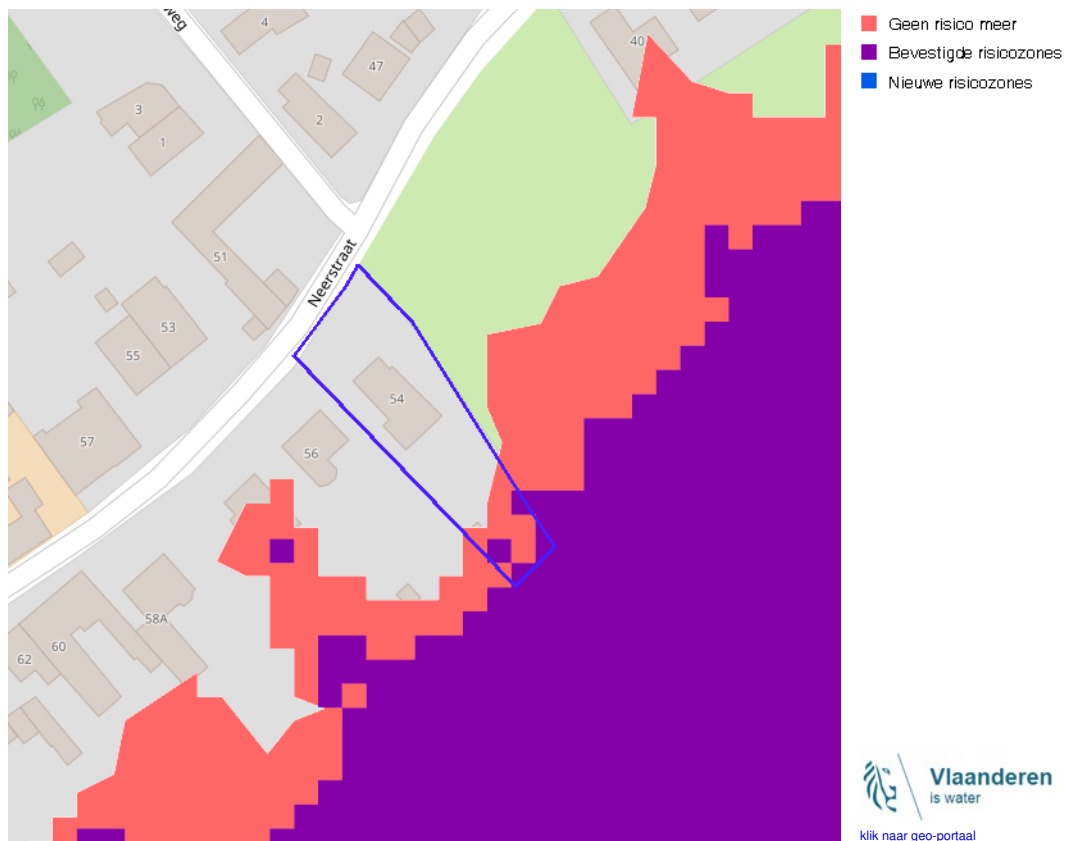 weg
4
47
40
3
2
1
51
Neerstraat
53
55
54
57
56
58A
60
62
Geen risico meer
Bevestigde risicozones
Nieuwe risicozones
Vlaanderen
is water
klik naar geo-portaal